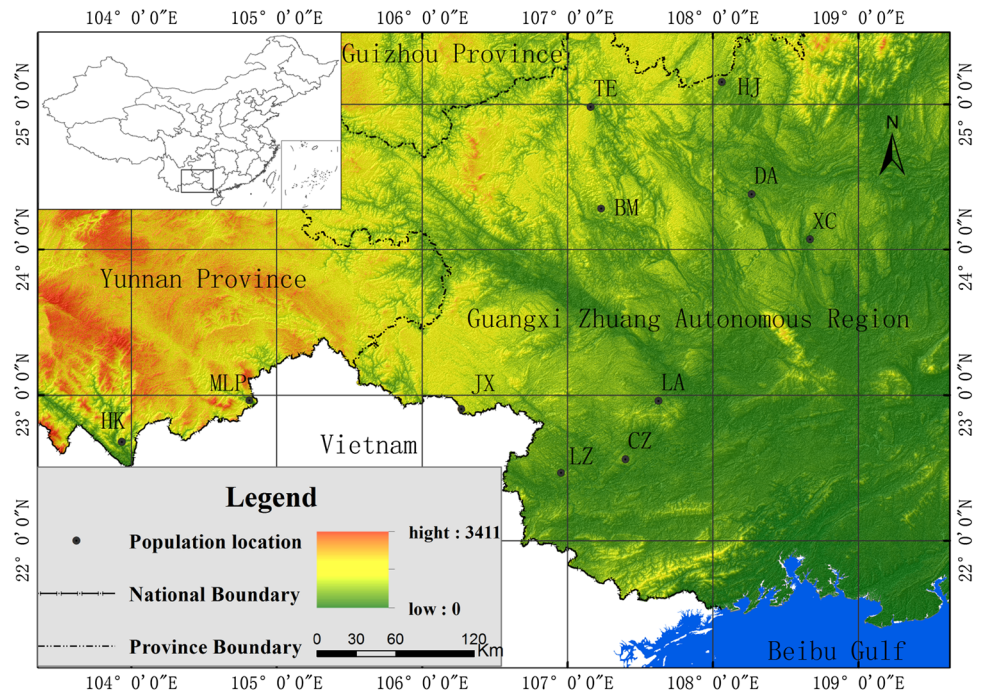 104° 0′0″E 105° 0′0″E 106° 0′0″E 107° 0′0″E 108° 0′0″E 109° 0′0″E
Guizhou Province
TE
HJ
25° 0′0″N
25° 0′0″N
N
DA
BM
XC
24° 0′0″N
24° 0′0″N
Yunnan Province
Guangxi Zhuang Autonomous Region
MLP
JX
LA
23° 0′0″N
23° 0′0″N
HK
Vietnam
LZ
CZ
Legend
Population location
hight : 3411
22° 0′0″N
22° 0′0″N
National Boundary
low : 0
Province Boundary
0 30 60 120
Km
Beibu Gulf
104° 0′0″E 105° 0′0″E 106° 0′0″E 107° 0′0″E 108° 0′0″E 109° 0′0″E